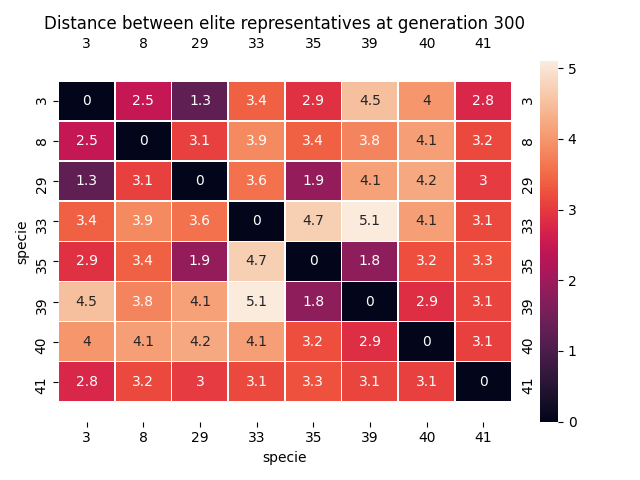 Distance between elite representatives at generation 300
3 8 29 33 35 39 40 41
3 0 2.5 1.3 3.4 2.9 4.5 4 2.8 3
8 2.5 0 3.1 3.9 3.4 3.8 4.1 3.2 8
29 1.3 3.1 0 3.6 1.9 4.1 4.2 3 29
33 3.4 3.9 3.6 0 4.7 5.1 4.1 3.1 33
35 2.9 3.4 1.9 4.7 0 1.8 3.2 3.3 35
39 4.5 3.8 4.1 5.1 1.8 0 2.9 3.1 39
40 4 4.1 4.2 4.1 3.2 2.9 0 3.1 40
41 2.8 3.2 3 3.1 3.3 3.1 3.1 0 41
3 8 29 33 35 39 40 41
specie
specie
5
4
3
2
1
0